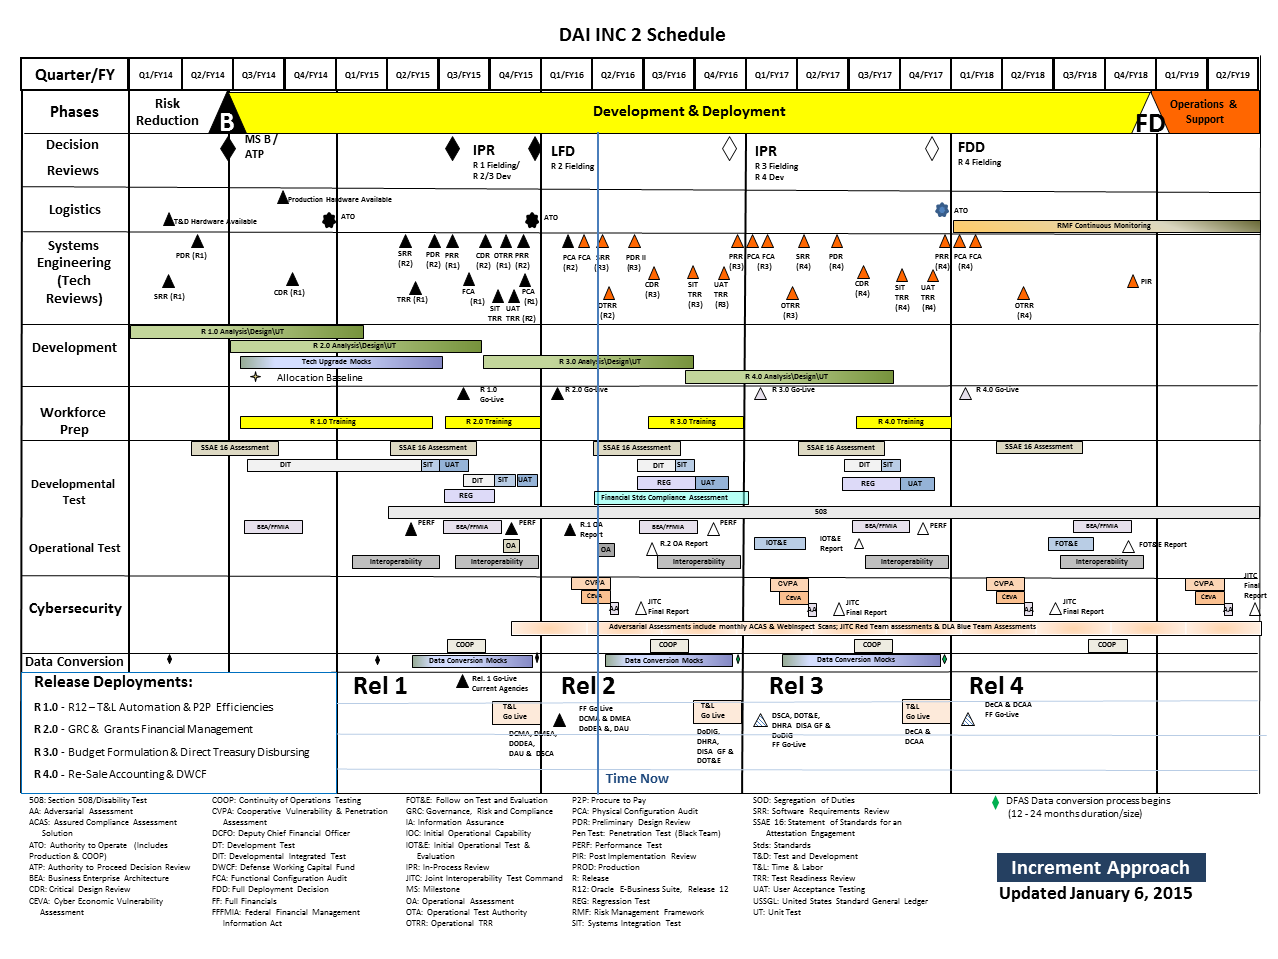 DAI INC 2 Schedule
Quarter/FY Q1/FY14 Q2/FY14 Q3/FY14 Q4/FY14 Q1/FY15 Q2/FY15 Q3/FY15 Q4/FY15 Q1/FY16 Q2/FY16 Q3/FY16 Q4/FY16 Q1/FY17 Q2/FY17 Q3/FY17 Q4/FY17 Q1/FY18 Q2/FY18 Q3/FY18 Q4/FY18 Q1/FY19 Q2/FY19
Phases
Risk
Reduction
B
Development & Deployment
FD
Operations &
Support
Decision
Reviews
MS B /
ATP
IPR
R 1 Fielding/
R 2/3 Dev
LFD
R 2 Fielding
IPR
R 3 Fielding
R 4 Dev
FDD
R 4 Fielding
Logistics
T&D Hardware Available
Production Hardware Available
ATO
ATO
ATO
RMF Continuous Monitoring
Systems
Engineering
(Tech
Reviews)
PDR (R1)
SRR (R1)
CDR (R1)
SRR
(R2)
PDR
(R2)
PRR
(R1)
CDR
(R2)
OTRR
(R1)
PRR
(R2)
TRR (R1)
FCA
(R1)
SIT
TRR
UAT
TRR (R2)
PCA
(R1)
PCA FCA
(R2)
SRR
(R3)
PDR II
(R3)
OTRR
(R2)
CDR
(R3)
SIT
TRR
(R3)
UAT
TRR
(R3)
PRR
(R3)
PCA FCA
(R3)
SRR
(R4)
PDR
(R4)
OTRR
(R3)
CDR
(R4)
SIT
TRR
(R4)
UAT
TRR
(R4)
PRR
(R4)
PCA FCA
(R4)
OTRR
(R4)
PIR
Development
R 1.0 Analysis\Design\UT
R 2.0 Analysis\Design\UT
Tech Upgrade Mocks
R 3.0 Analysis\Design\UT
R 4.0 Analysis\Design\UT
Allocation Baseline
Workforce
Prep
R 1.0
Go-Live
R 2.0 Go-Live
R 3.0 Go-Live
R 4.0 Go-Live
R 1.0 Training
R 2.0 Training
R 3.0 Training
R 4.0 Training
Developmental
Test
SSAE 16 Assessment
SSAE 16 Assessment
SSAE 16 Assessment
SSAE 16 Assessment
SSAE 16 Assessment
DIT SIT UAT
DIT SIT
DIT SIT
DIT SIT UAT
REG UAT
REG UAT
REG
Financial Stds Compliance Assessment
508
Operational Test
BEA/FFMIA
PERF
BEA/FFMIA
PERF
R.1 OA
Report
BEA/FFMIA
PERF
BEA/FFMIA
PERF
BEA/FFMIA
OA
OA
R.2 OA Report
IOT&E
IOT&E
Report
FOT&E
FOT&E Report
Interoperability
Interoperability
Interoperability
Interoperability
Interoperability
Cybersecurity
CVPA
CEVA
AA
JITC
Final Report
CVPA
CEVA
AA
JITC
Final Report
CVPA
CEVA
AA
JITC
Final Report
CVPA
CEVA
AA
JITC
Final
Report
Adversarial Assessments include monthly ACAS & WebInspect Scans; JITC Red Team assessments & DLA Blue Team Assessments
COOP
COOP
COOP
COOP
Data Conversion
Data Conversion Mocks
Data Conversion Mocks
Data Conversion Mocks
Release Deployments:
R 1.0 - R12 – T&L Automation & P2P Efficiencies
R 2.0 - GRC & Grants Financial Management
R 3.0 - Budget Formulation & Direct Treasury Disbursing
R 4.0 - Re-Sale Accounting & DWCF
Rel 1
Rel. 1 Go-Live
Current Agencies
T&L
Go Live
DCMA, DMEA,
DODEA,
DAU & DSCA
Rel 2
FF Go Live
DCMA & DMEA
DoDEA &, DAU
T&L
Go Live
DoDIG,
DHRA,
DISA GF &
DOT&E
Rel 3
DSCA, DOT&E,
DHRA DISA GF &
DoDIG
FF Go-Live
T&L
Go Live
DeCA &
DCAA
Rel 4
DeCA & DCAA
FF Go-Live
Time Now
508: Section 508/Disability Test
AA: Adversarial Assessment
ACAS: Assured Compliance Assessment
Solution
ATO: Authority to Operate (Includes
Production & COOP)
ATP: Authority to Proceed Decision Review
BEA: Business Enterprise Architecture
CDR: Critical Design Review
CEVA: Cyber Economic Vulnerability
Assessment
COOP: Continuity of Operations Testing
CVPA: Cooperative Vulnerability & Penetration
Assessment
DCFO: Deputy Chief Financial Officer
DT: Development Test
DIT: Developmental Integrated Test
DWCF: Defense Working Capital Fund
FCA: Functional Configuration Audit
FDD: Full Deployment Decision
FF: Full Financials
FFFMIA: Federal Financial Management
Information Act
FOT&E: Follow on Test and Evaluation
GRC: Governance, Risk and Compliance
IA: Information Assurance
IOC: Initial Operational Capability
IOT&E: Initial Operational Test &
Evaluation
IPR: In-Process Review
JITC: Joint Interoperability Test Command
MS: Milestone
OA: Operational Assessment
OTA: Operational Test Authority
OTRR: Operational TRR
P2P: Procure to Pay
PCA: Physical Configuration Audit
PDR: Preliminary Design Review
Pen Test: Penetration Test (Black Team)
PERF: Performance Test
PIR: Post Implementation Review
PROD: Production
R: Release
R12: Oracle E-Business Suite, Release 12
REG: Regression Test
RMF: Risk Management Framework
SIT: Systems Integration Test
SOD: Segregation of Duties
SRR: Software Requirements Review
SSAE 16: Statement of Standards for an
Attestation Engagement
Stds: Standards
T&D: Test and Development
T&L: Time & Labor
TRR: Test Readiness Review
UAT: User Acceptance Testing
USSGL: United States Standard General Ledger
UT: Unit Test
DFAS Data conversion process begins
(12 - 24 months duration/size)
Increment Approach
Updated January 6, 2015